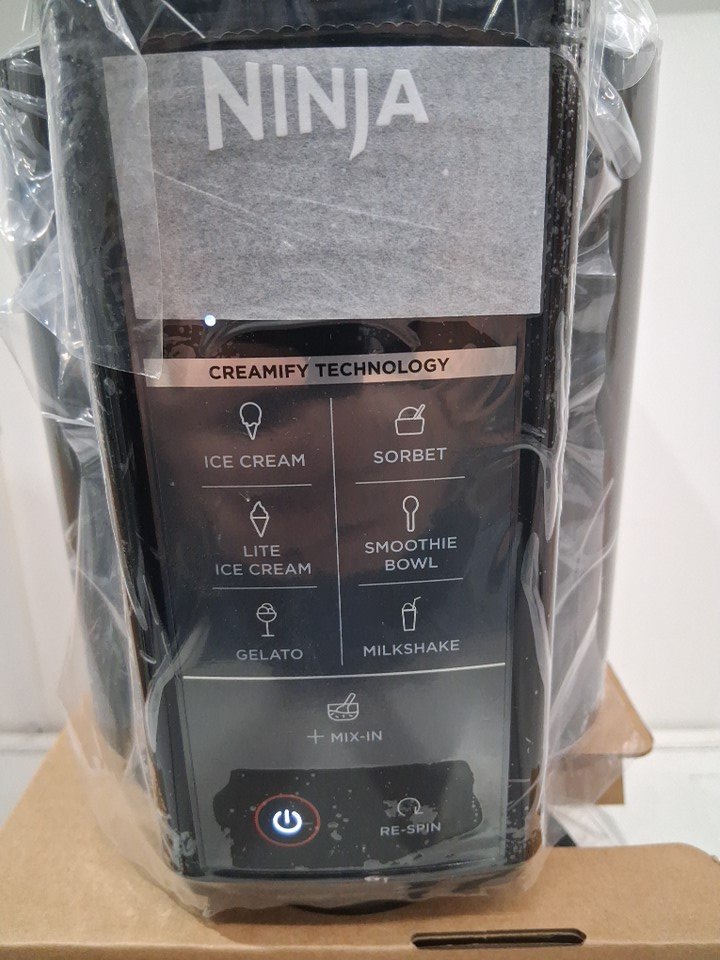 NINJA
CREAMIFY TECHNOLOGY
ICE CREAM
SORBET
LITE
ICE CREAM
SMOOTHIE
BOWL
GELATO
MILKSHAKE
+ MIX-IN
RE-SPIN